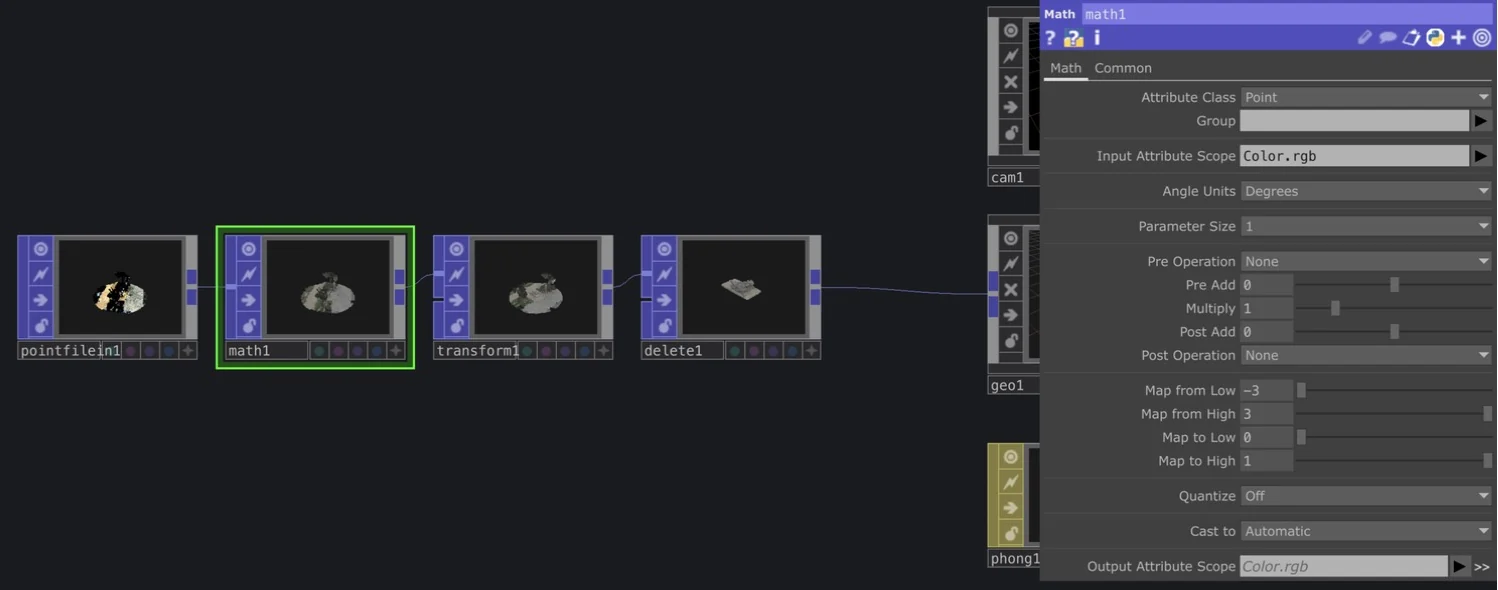 cam1
pointfilein1
math1
transform1
delete1
geo1
phong1
Math math1
? ? i
Math Common
Attribute Class Point
Group
Input Attribute Scope Color.rgb
Angle Units Degrees
Parameter Size 1
Pre Operation None
Pre Add 0
Multiply 1
Post Add 0
Post Operation None
Map from Low -3
Map from High 3
Map to Low 0
Map to High 1
Quantize Off
Cast to Automatic
Output Attribute Scope Color.rgb >>